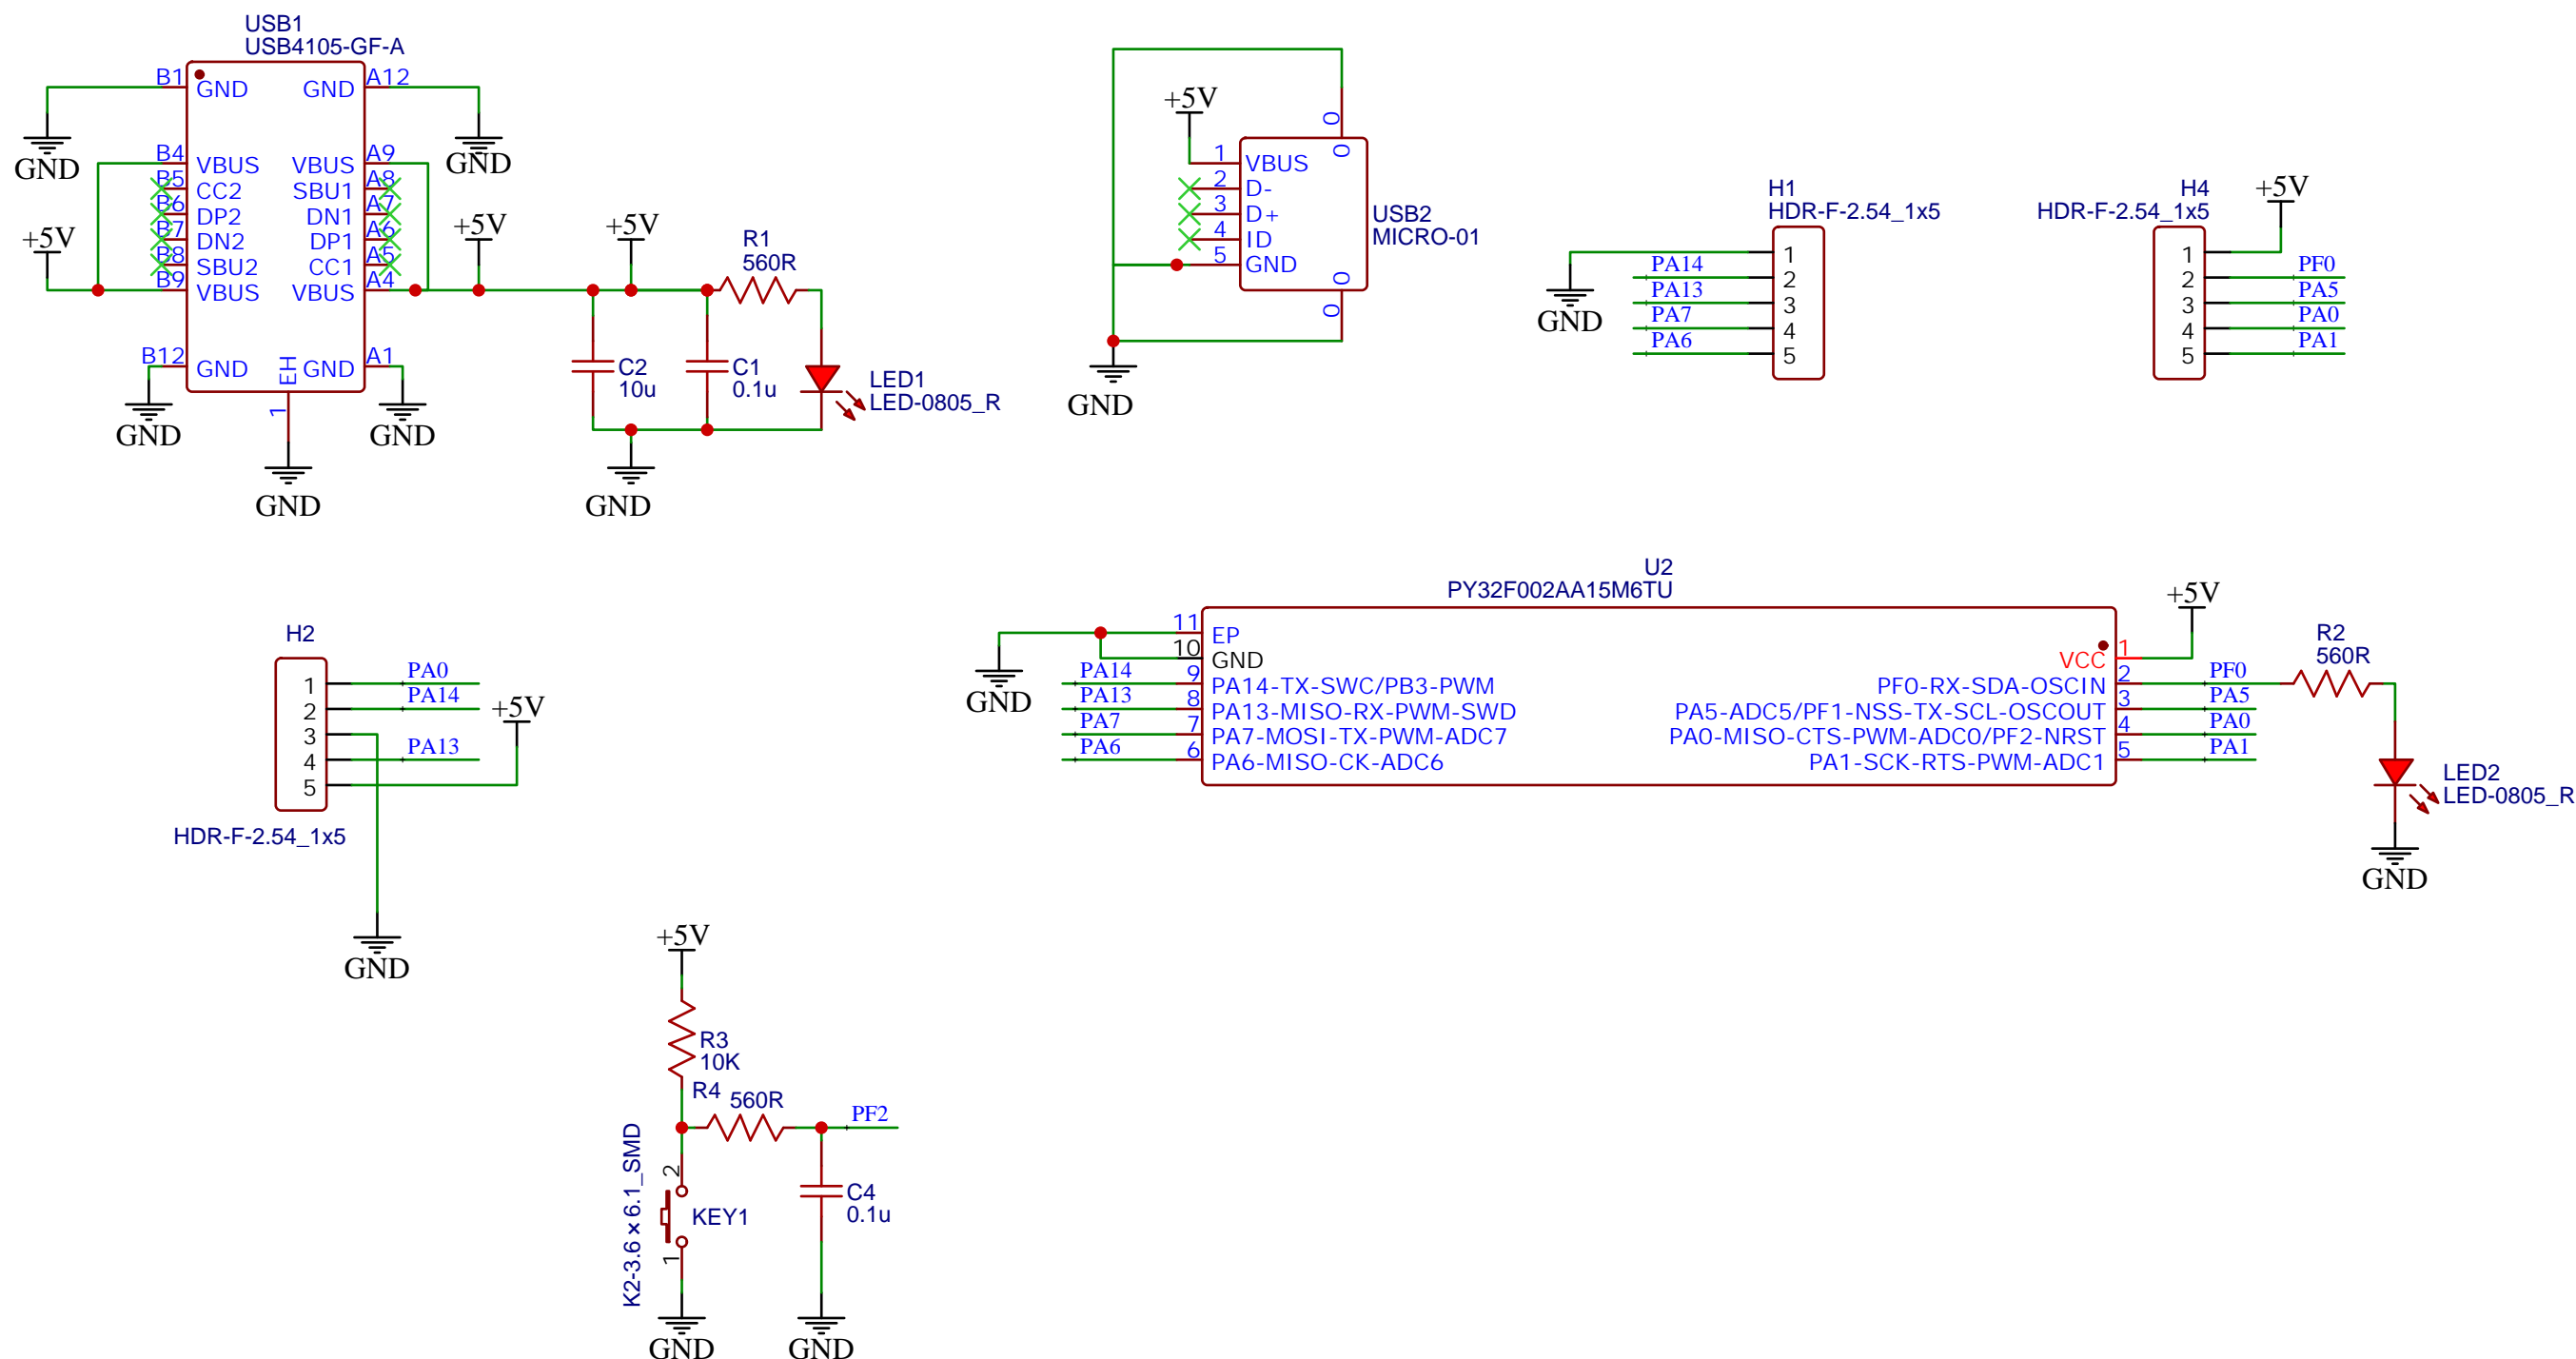 USB1
USB4105-GF-A
B1
GND
GND
A12
GND
GND
B4
VBUS
VBUS
A9
B5
CC2
SBU1
A8
B6
DP2
DN1
A7
B7
DN2
DP1
A6
B8
SBU2
CC1
A5
B9
VBUS
VBUS
A4
+5V
+5V
+5V
R1
560R
B12
GND
EH
GND
A1
1
GND
GND
GND
C2
10u
C1
0.1u
LED1
LED-0805_R
GND
+5V
0
0
1
VBUS
2
D-
3
D+
4
ID
5
GND
0
0
USB2
MICRO-01
GND
H1
HDR-F-2.54_1x5
1
PA14
2
PA13
3
PA7
4
PA6
5
GND
H4
HDR-F-2.54_1x5
+5V
1
2
PF0
3
PA5
4
PA0
5
PA1
H2
1
PA0
2
PA14
3
+5V
4
PA13
5
HDR-F-2.54_1x5
GND
U2
PY32F002AA15M6TU
11
EP
10
GND
GND
PA14
9
PA14-TX-SWC/PB3-PWM
PA13
8
PA13-MISO-RX-PWM-SWD
PA7
7
PA7-MOSI-TX-PWM-ADC7
PA6
6
PA6-MISO-CK-ADC6
+5V
VCC
1
PF0-RX-SDA-OSCIN
2
PF0
PA5-ADC5/PF1-NSS-TX-SCL-OSCOUT
3
PA5
PA0-MISO-CTS-PWM-ADC0/PF2-NRST
4
PA0
PA1-SCK-RTS-PWM-ADC1
5
PA1
R2
560R
LED2
LED-0805_R
GND
+5V
R3
10K
R4
560R
PF2
K2-3.6×6.1_SMD
2
KEY1
1
C4
0.1u
GND
GND